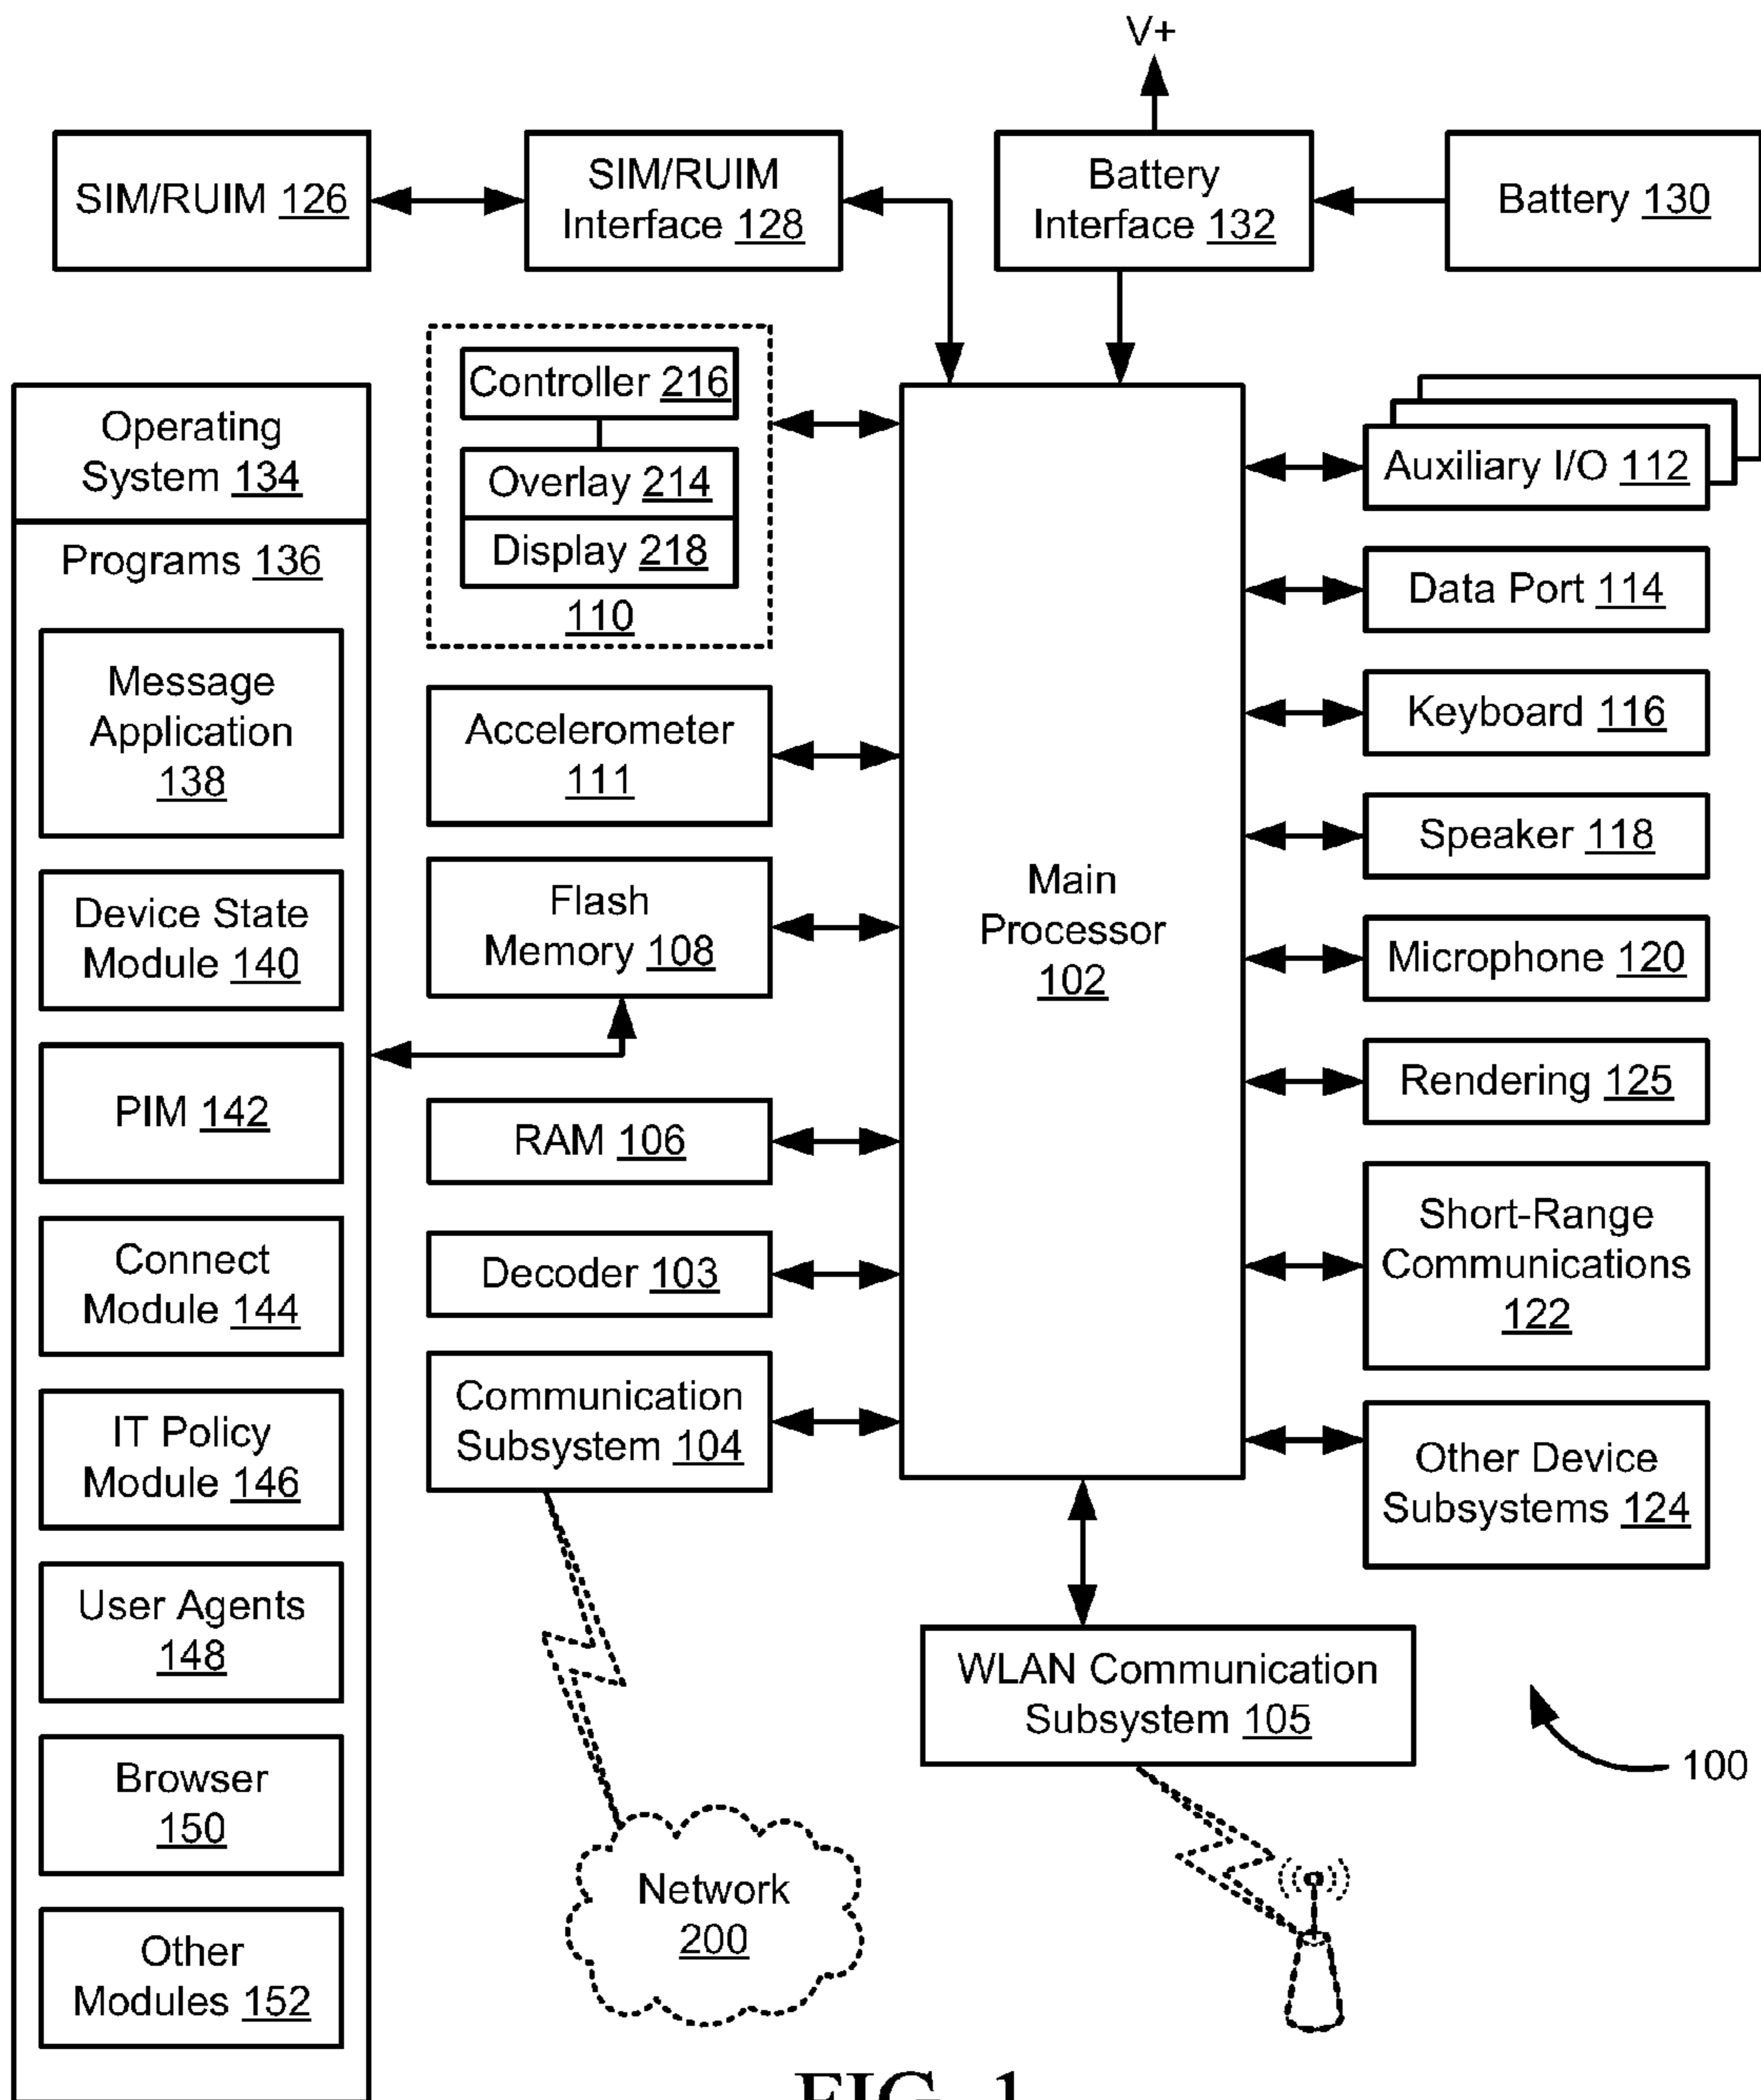 V+
SIM/RUIM 126
SIM/RUIM
Interface 128
Battery
Interface 132
Battery 130
Operating
System 134
Programs 136
Message
Application
138
Device State
Module 140
PIM 142
Connect
Module 144
IT Policy
Module 146
User Agents
148
Browser
150
Other
Modules 152
Controller 216
Overlay 214
Display 218
110
Accelerometer
111
Flash
Memory 108
RAM 106
Decoder 103
Communication
Subsystem 104
Network
200
Main
Processor
102
Auxiliary I/O 112
Data Port 114
Keyboard 116
Speaker 118
Microphone 120
Rendering 125
Short-Range
Communications
122
Other Device
Subsystems 124
WLAN Communication
Subsystem 105
100
FIG. 1